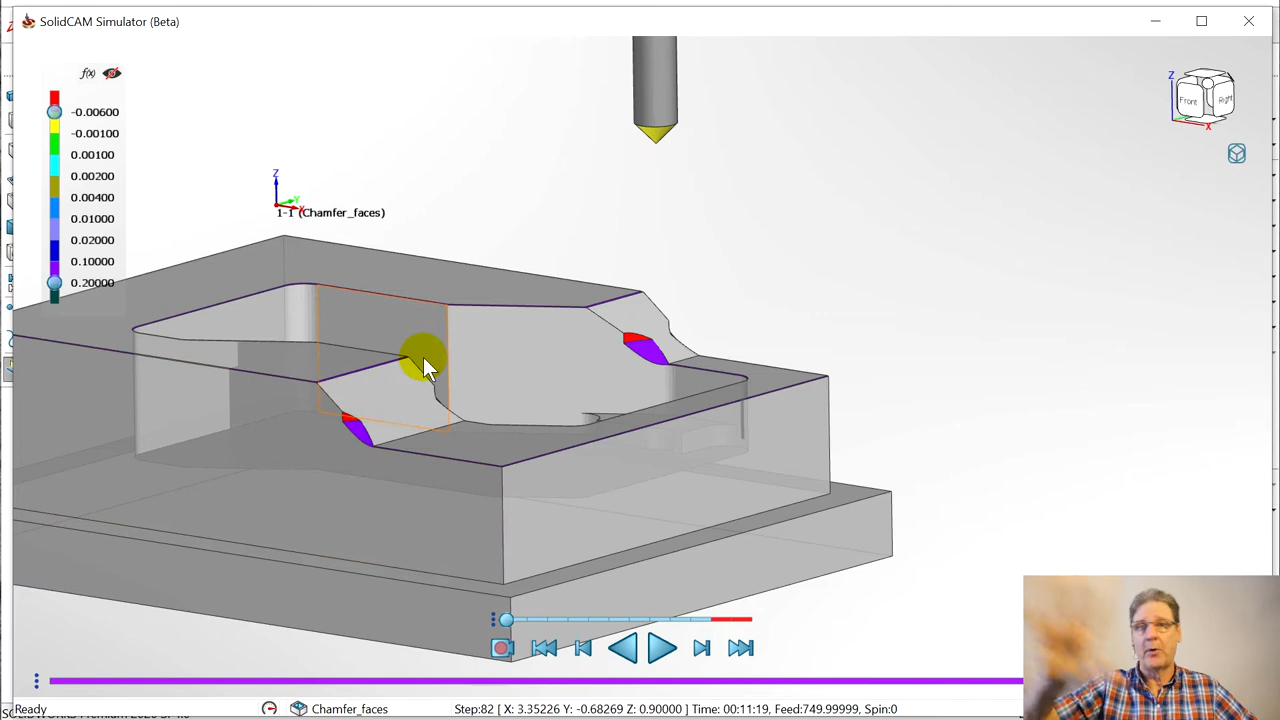 SolidCAM Simulator (Beta)
f(x)
-0.00600
-0.00100
0.00100
0.00200
0.00400
0.01000
0.02000
0.10000
0.20000
Z
Y
X
1-1 (Chamfer_faces)
Z
Front
Right
X
Ready
Chamfer_faces
Step:82 [ X: 3.35226 Y: -0.68269 Z: 0.90000 ] Time: 00:11:19, Feed:749.99999, Spin:0